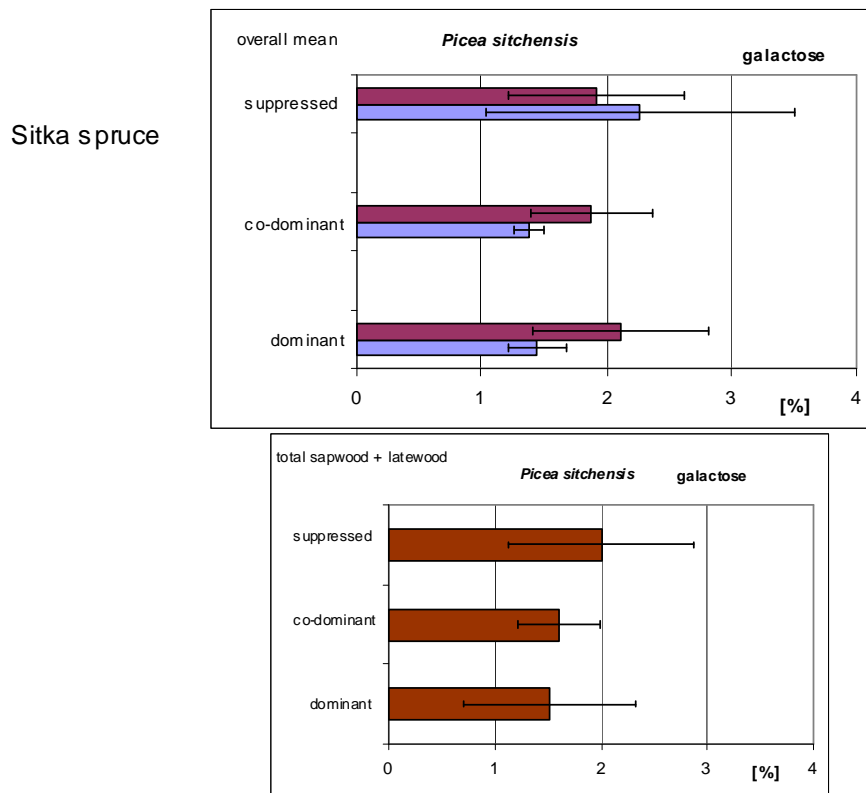 Sitka spruce
overall mean Picea sitchensis
galactose
suppressed
co-dominant
dominant
0 1 2 3 4
[%]
total sapwood + latewood
Picea sitchensis galactose
suppressed
co-dominant
dominant
0 1 2 3 4
[%]